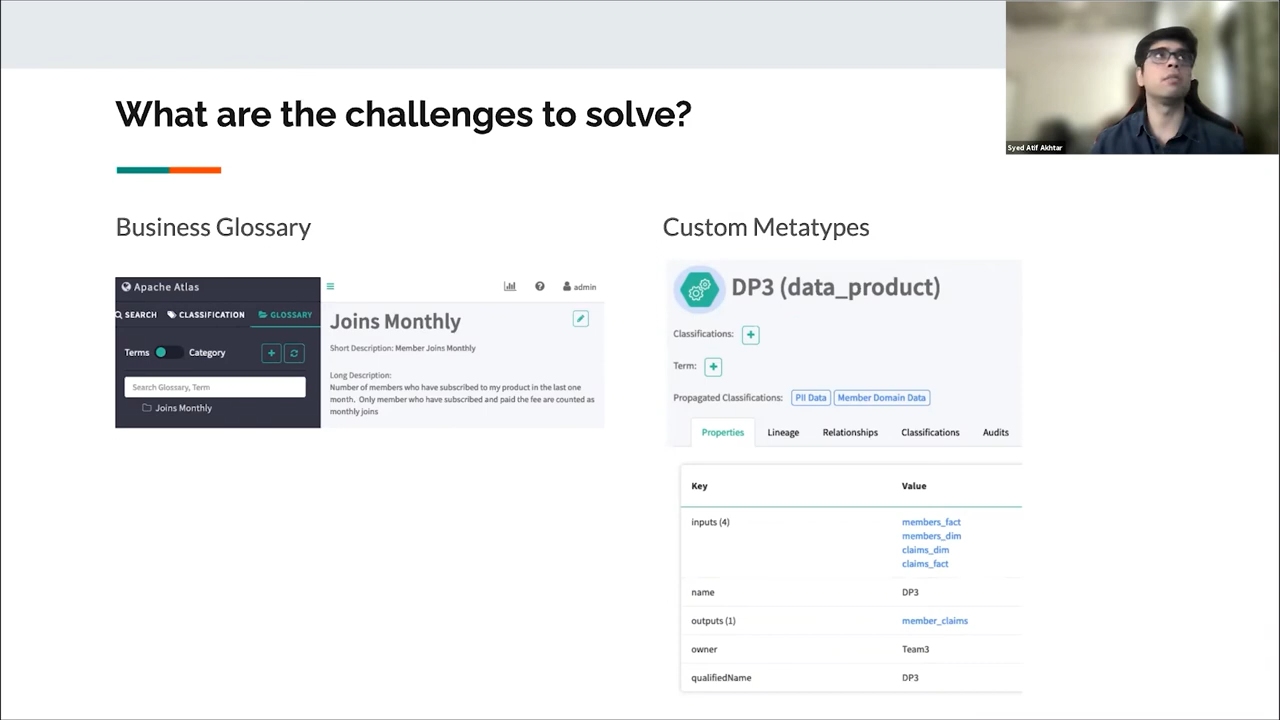 What are the challenges to solve?
Syed Atif Akhtar
Business Glossary
Custom Metatypes
Apache Atlas
admin
SEARCH
CLASSIFICATION
GLOSSARY
Terms
Category
Search Glossary, Term
Joins Monthly
Joins Monthly
Short Description: Member Joins Monthly
Long Description:
Number of members who have subscribed to my product in the last one
month. Only member who have subscribed and paid the fee are counted as
monthly joins
DP3 (data_product)
Classifications:
Term:
Propagated Classifications: PII Data Member Domain Data
Properties Lineage Relationships Classifications Audits
Key Value
inputs (4) members_fact
members_dim
claims_dim
claims_fact
name DP3
outputs (1) member_claims
owner Team3
qualifiedName DP3